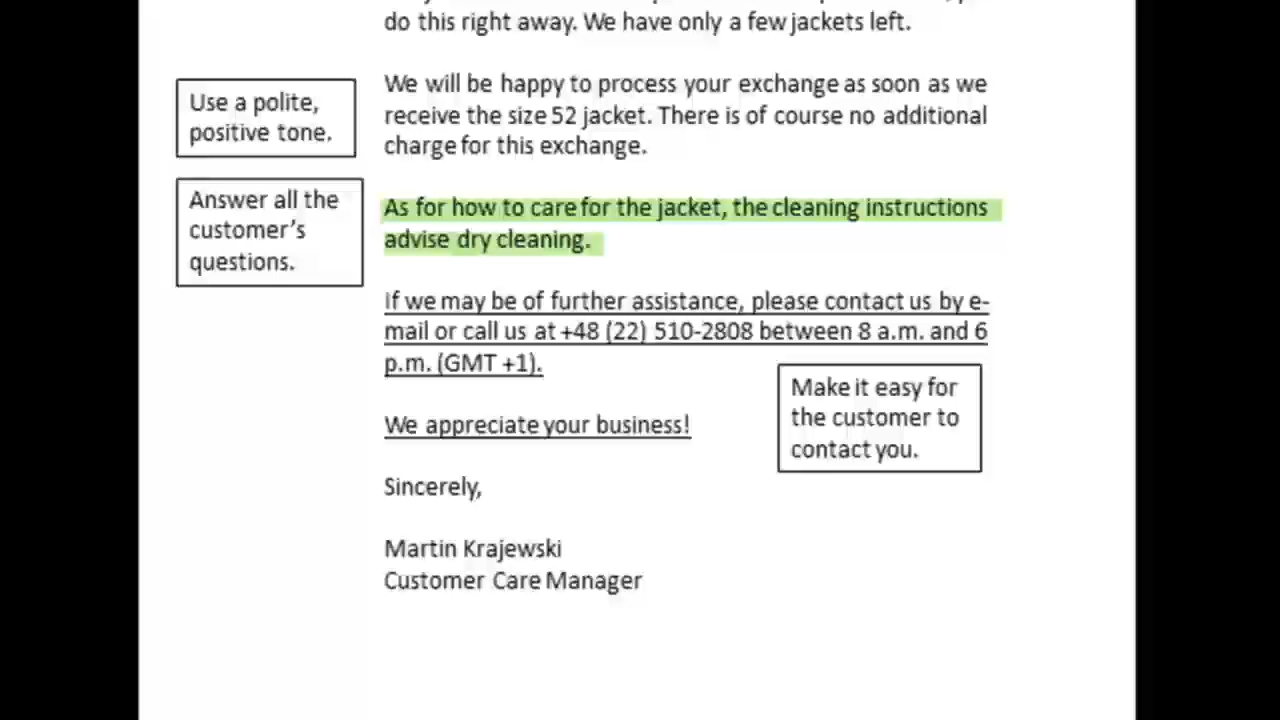 do this right away. We have only a few jackets left.
Use a polite,
positive tone.
We will be happy to process your exchange as soon as we
receive the size 52 jacket. There is of course no additional
charge for this exchange.
Answer all the
customer's
questions.
As for how to care for the jacket, the cleaning instructions
advise dry cleaning.
If we may be of further assistance, please contact us by e-
mail or call us at +48 (22) 510-2808 between 8 a.m. and 6
p.m. (GMT +1).
Make it easy for
the customer to
contact you.
We appreciate your business!
Sincerely,
Martin Krajewski
Customer Care Manager